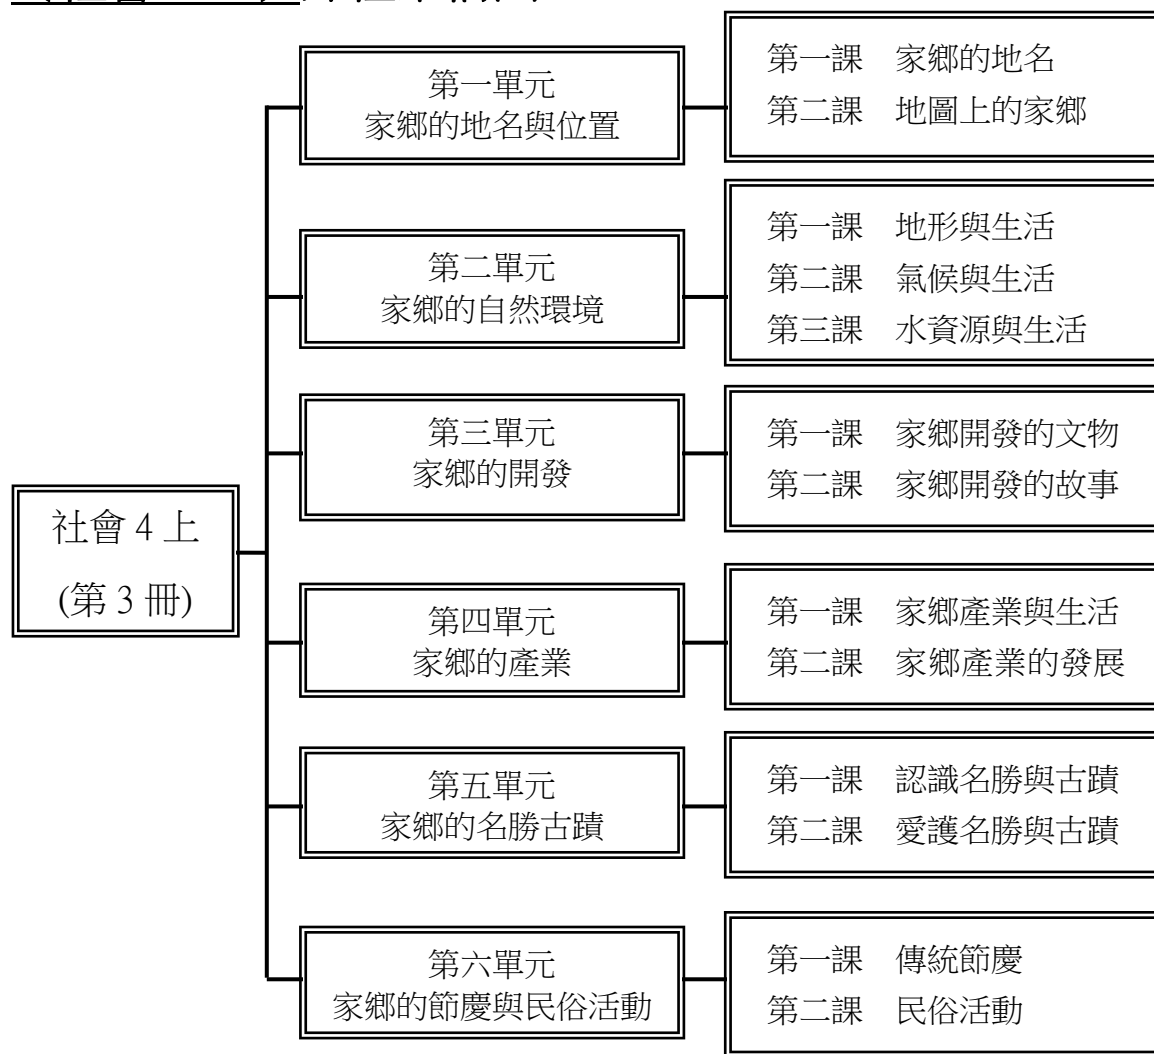 社會 4 上
(第 3 冊)
第一單元
家鄉的地名與位置
第一課 家鄉的地名
第二課 地圖上的家鄉
第二單元
家鄉的自然環境
第一課 地形與生活
第二課 氣候與生活
第三課 水資源與生活
第三單元
家鄉的開發
第一課 家鄉開發的文物
第二課 家鄉開發的故事
第四單元
家鄉的產業
第一課 家鄉產業與生活
第二課 家鄉產業的發展
第五單元
家鄉的名勝古蹟
第一課 認識名勝與古蹟
第二課 愛護名勝與古蹟
第六單元
家鄉的節慶與民俗活動
第一課 傳統節慶
第二課 民俗活動